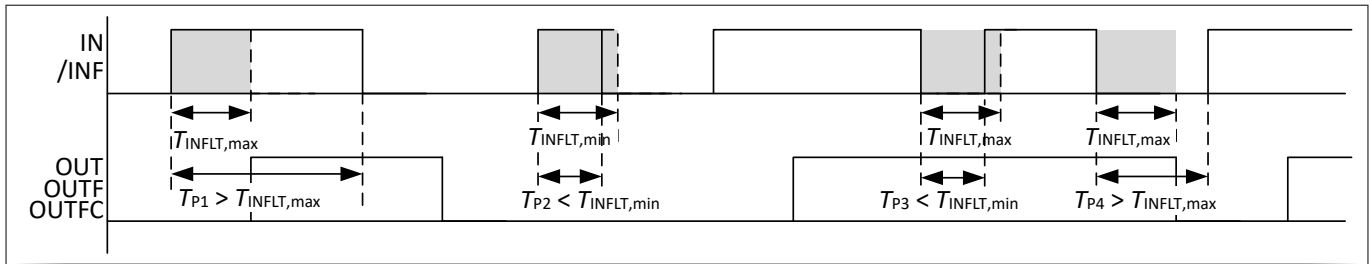 IN
/INF
TINFLT,max
TINFLT,min
TINFLT,max
TINFLT,max
OUT
OUTF
OUTFC
TP1 > TINFLT,max
TP2 < TINFLT,min
TP3 < TINFLT,min
TP4 > TINFLT,max